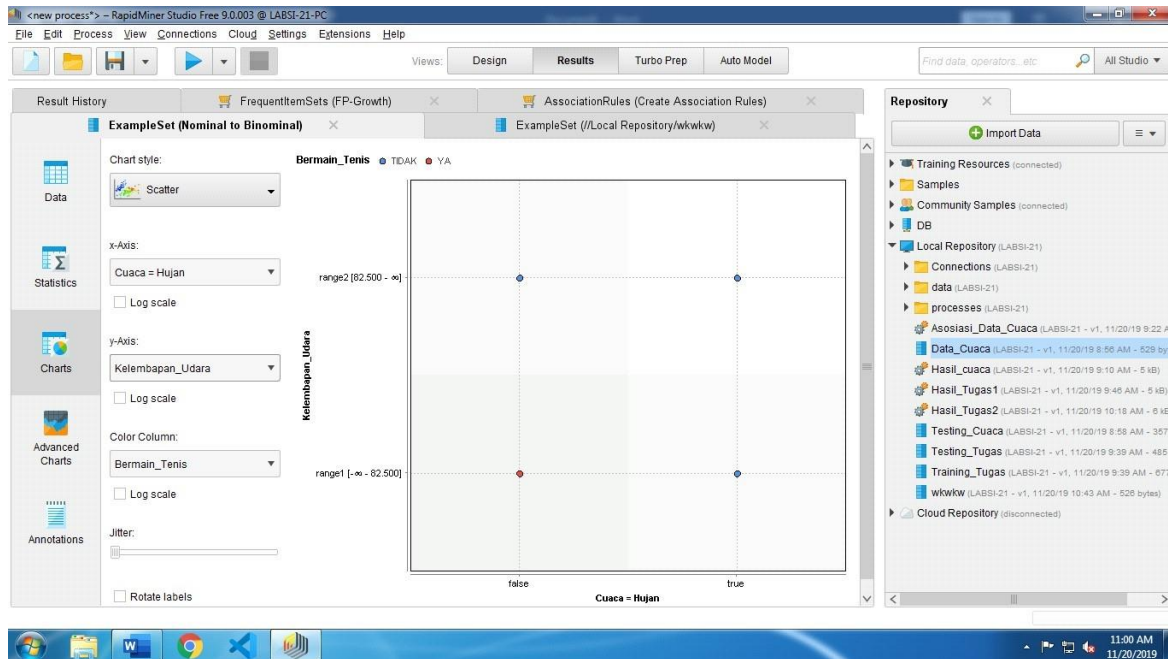 <new process*> – RapidMiner Studio Free 9.0.003 @ LABSI-21-PC
File Edit Process View Connections Cloud Settings Extensions Help
Views: Design Results Turbo Prep Auto Model Find data, operators...etc All Studio
Result History FrequentItemSets (FP-Growth) AssociationRules (Create Association Rules)
ExampleSet (Nominal to Binominal) ExampleSet (//Local Repository/wkwkw)
Data
Statistics
Charts
Advanced
Charts
Annotations
Chart style:
Scatter
x-Axis:
Cuaca = Hujan
Log scale
y-Axis:
Kelembapan_Udara
Log scale
Color Column:
Bermain_Tenis
Log scale
Jitter:
Rotate labels
Bermain_Tenis TIDAK YA
range2 [82.500 - ∞]
Kelembapan_Udara
range1 [-∞ - 82.500]
false true
Cuaca = Hujan
Repository
Import Data
Training Resources (connected)
Samples
Community Samples (connected)
DB
Local Repository (LABSI-21)
Connections (LABSI-21)
data (LABSI-21)
processes (LABSI-21)
Asosiasi_Data_Cuaca (LABSI-21 - v1, 11/20/19 9:22 A
Data_Cuaca (LABSI-21 - v1, 11/20/19 8:56 AM - 529 by
Hasil_cuaca (LABSI-21 - v1, 11/20/19 9:10 AM - 5 kB)
Hasil_Tugas1 (LABSI-21 - v1, 11/20/19 9:46 AM - 5 kB)
Hasil_Tugas2 (LABSI-21 - v1, 11/20/19 10:18 AM - 6 kB
Testing_Cuaca (LABSI-21 - v1, 11/20/19 8:58 AM - 357
Testing_Tugas (LABSI-21 - v1, 11/20/19 9:39 AM - 485
Training_Tugas (LABSI-21 - v1, 11/20/19 9:39 AM - 677
wkwkw (LABSI-21 - v1, 11/20/19 10:43 AM - 526 bytes)
Cloud Repository (disconnected)
11:00 AM
11/20/2019